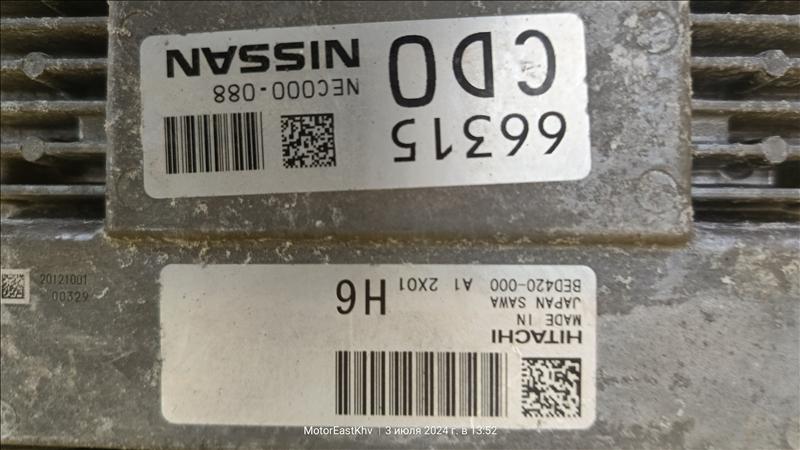 66315
CD0
NEC000-088
NISSAN
20121001
00329
HITACHI
MADE IN
JAPAN SAWA
BED420-000 A1 2X01
H6
MotorEastKhv | 3 июля 2024 г. в 13:52